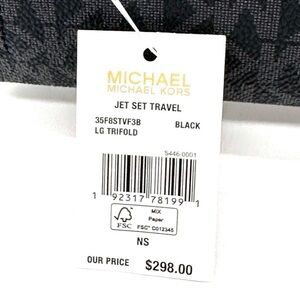 MICHAEL
MICHAEL KORS
JET SET TRAVEL
35F8STVF3B BLACK
LG TRIFOLD
5446-0001
1 92317 78199 1
FSC
MIX
Paper
FSC® C012345
NS
OUR PRICE $298.00